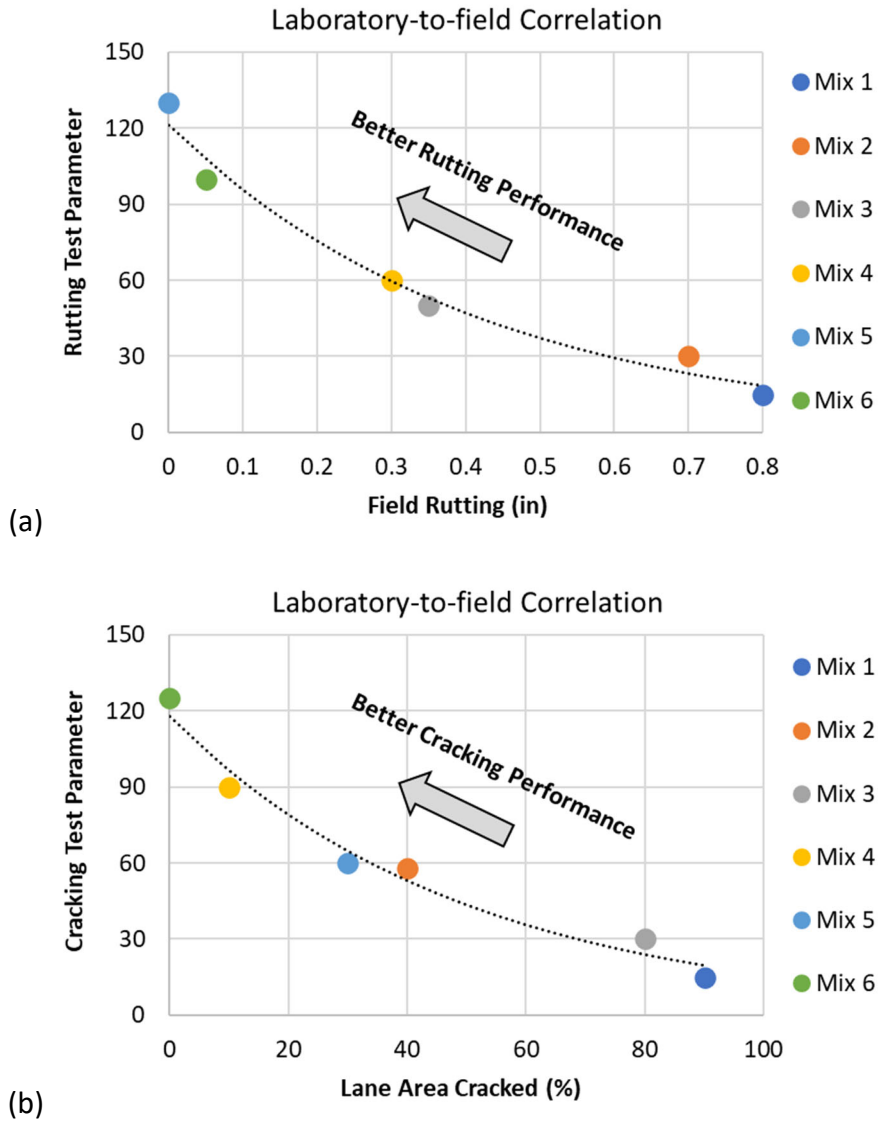 Laboratory-to-field Correlation
150
120
90
60
30
0
Rutting Test Parameter
Better Rutting Performance
0 0.1 0.2 0.3 0.4 0.5 0.6 0.7 0.8
Field Rutting (in)
Mix 1
Mix 2
Mix 3
Mix 4
Mix 5
Mix 6
(a)
Laboratory-to-field Correlation
150
120
90
60
30
0
Cracking Test Parameter
Better Cracking Performance
0 20 40 60 80 100
Lane Area Cracked (%)
Mix 1
Mix 2
Mix 3
Mix 4
Mix 5
Mix 6
(b)